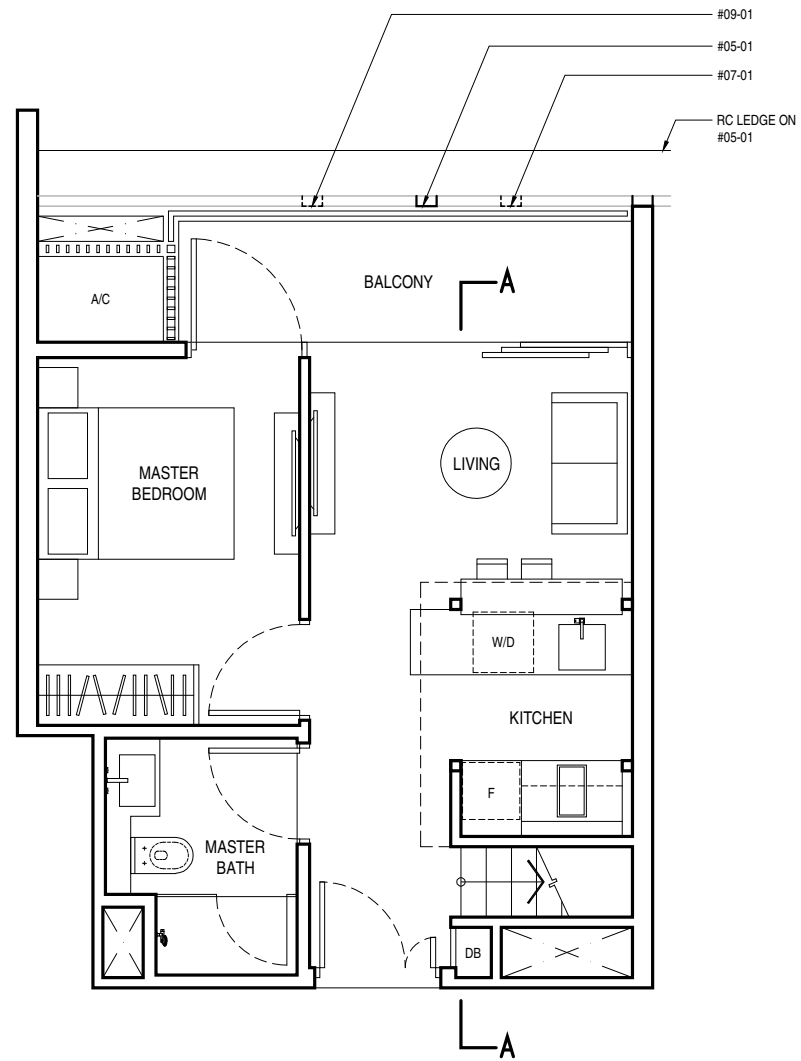 #09-01
#05-01
#07-01
RC LEDGE ON
#05-01
BALCONY
A
A/C
MASTER
BEDROOM
LIVING
W/D
KITCHEN
F
MASTER
BATH
DB
A